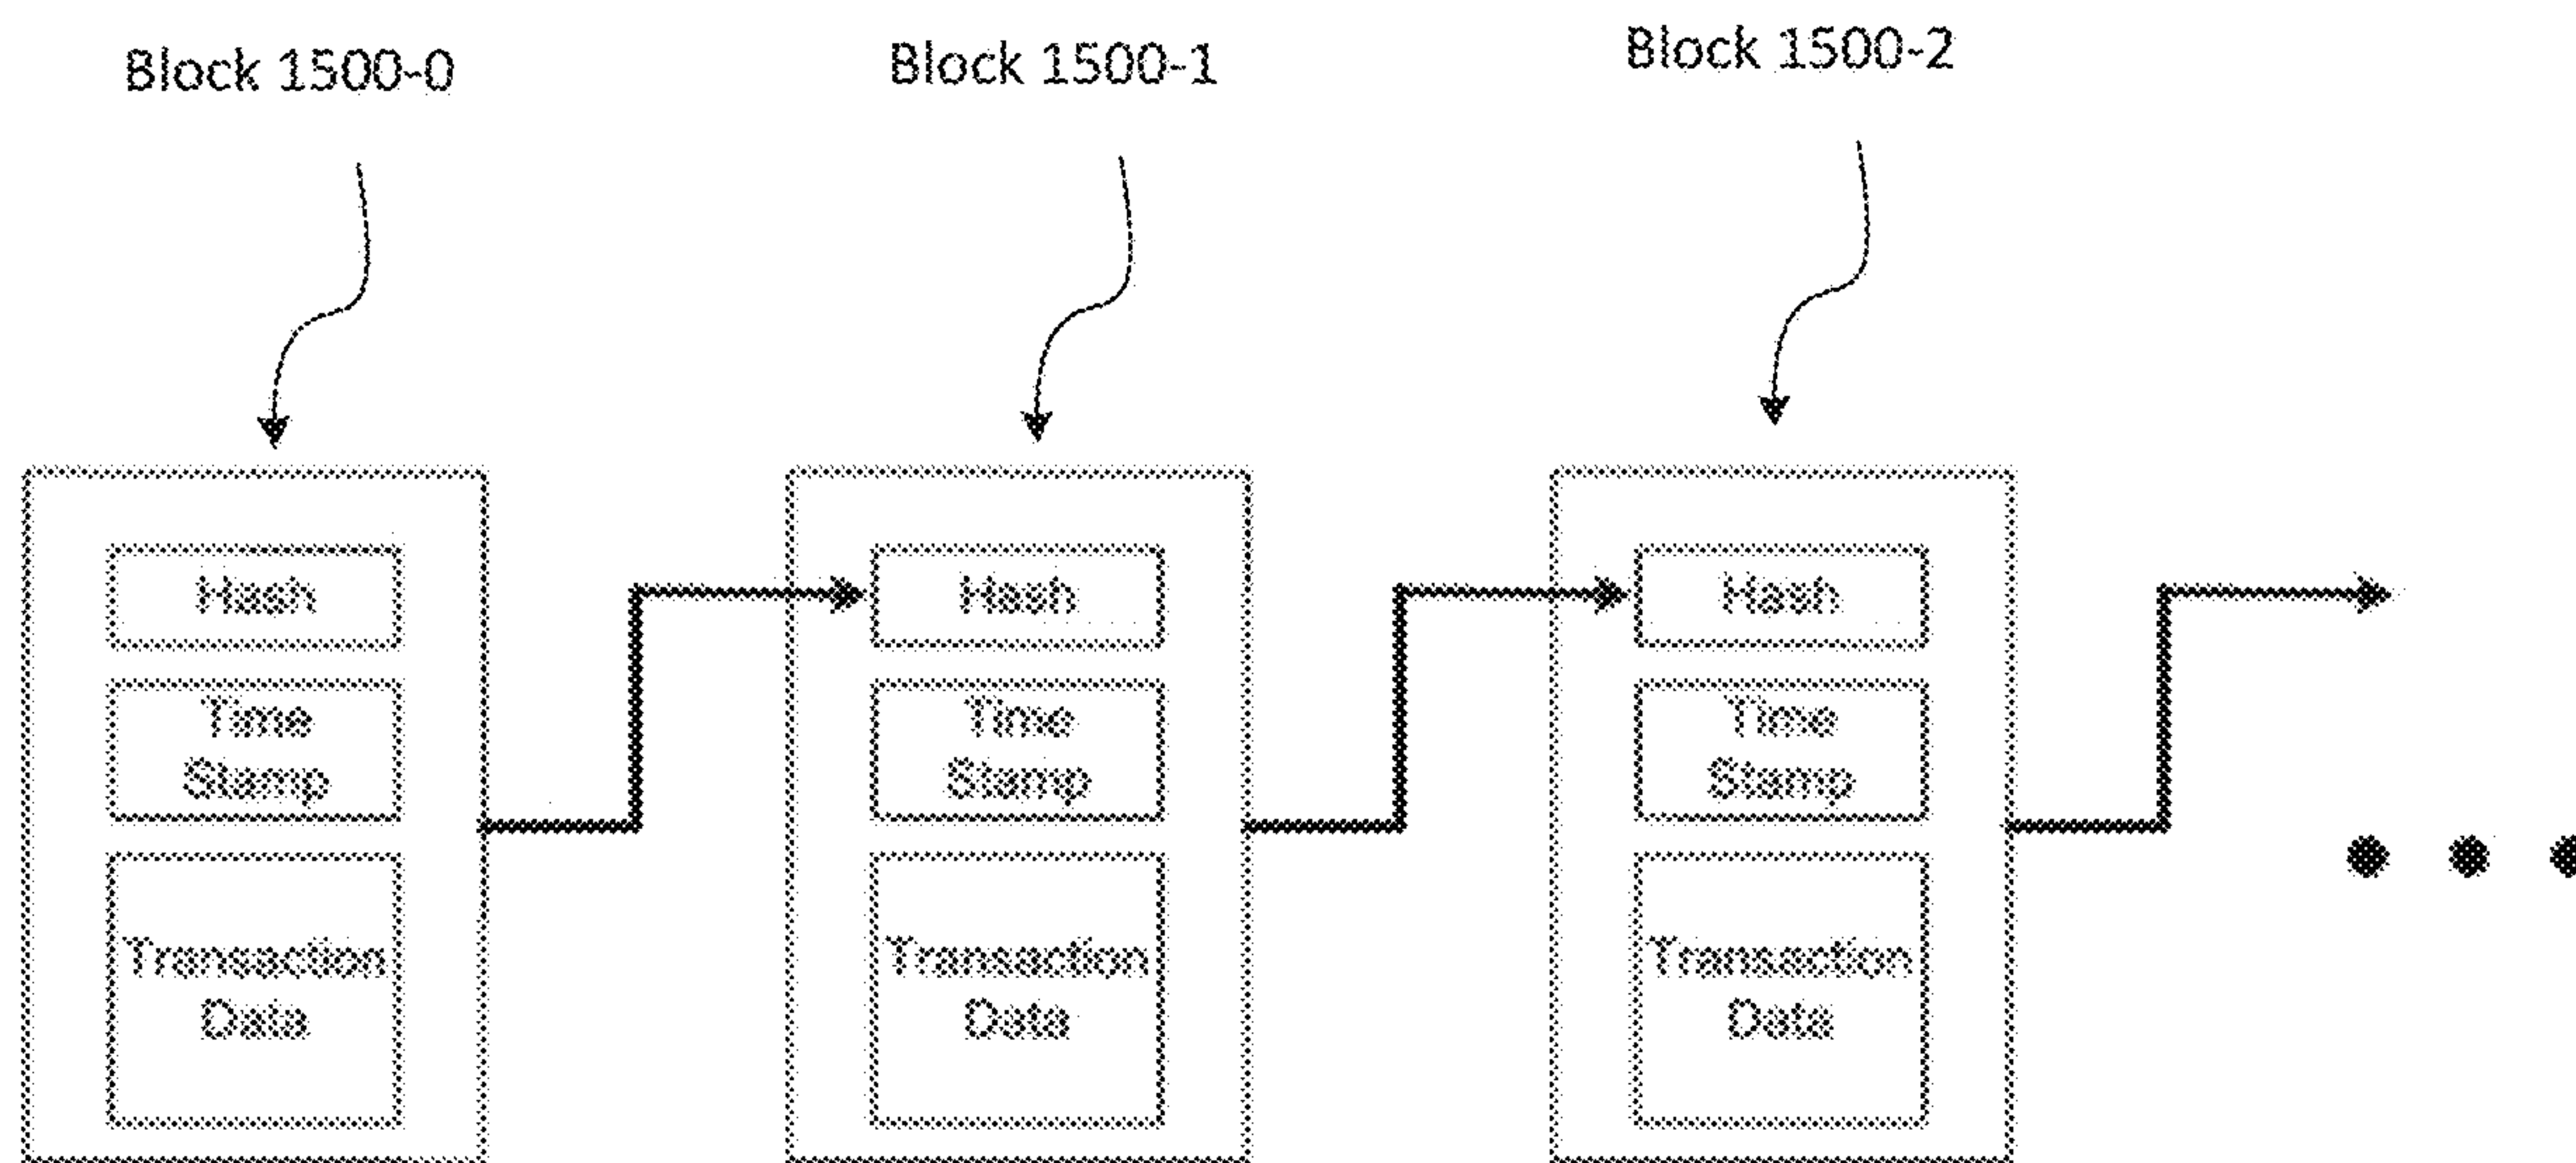 Block 1500-0
Block 1500-1
Block 1500-2
Hash
Time
Stamp
Transaction
Data
Hash
Time
Stamp
Transaction
Data
Hash
Time
Stamp
Transaction
Data